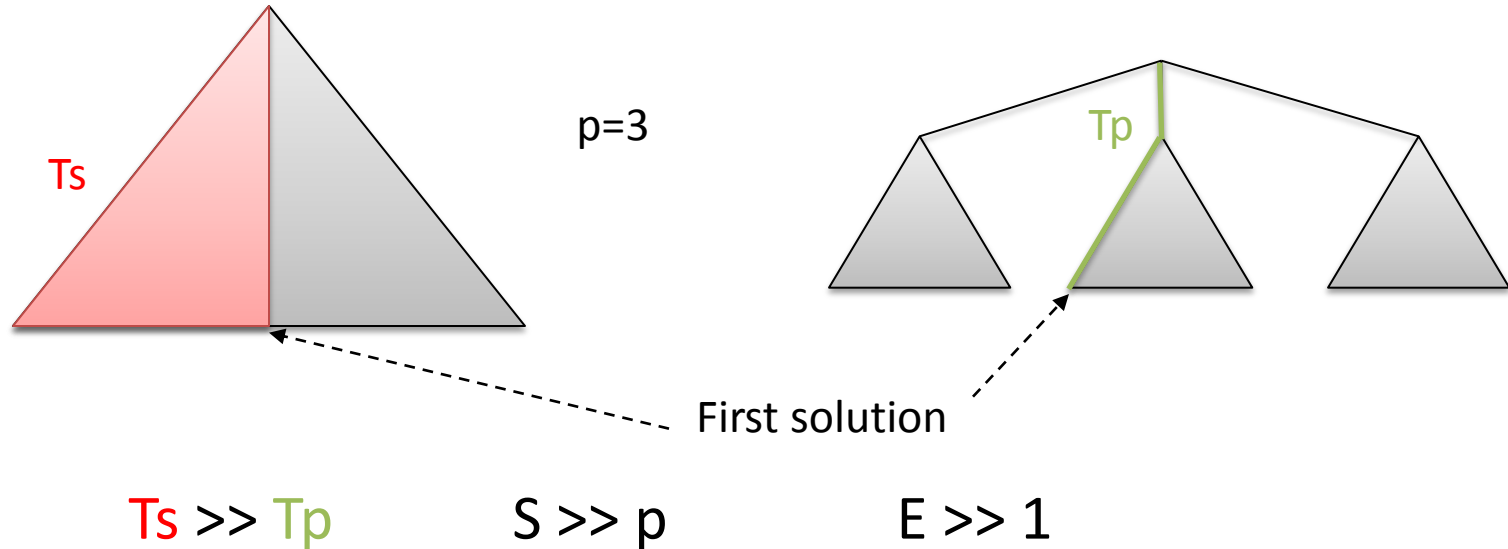 p=3
Ts
Tp
First solution
Ts >> Tp S >> p E >> 1